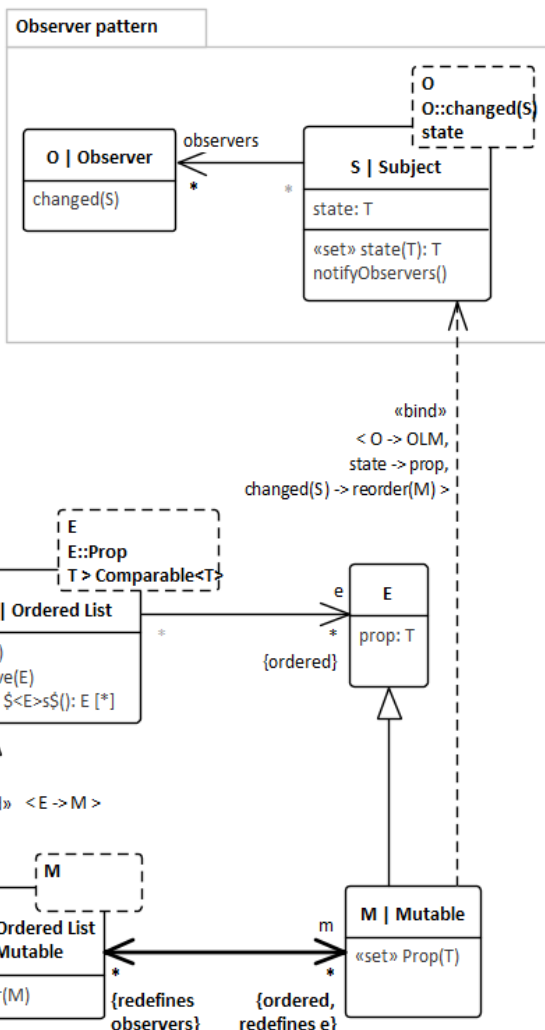 Observer pattern
O
O::changed(S)
state
O | Observer
changed(S)
observers
*
*
S | Subject
state: T
«set» state(T): T
notifyObservers()
«bind»
< O -> OLM,
state -> prop,
changed(S) -> reorder(M) >
E
E::Prop
T > Comparable<T>
| Ordered List
)
ve(E)
$<E>s$(): E [*]
e
*
*
{ordered}
E
prop: T
» < E -> M >
M
Ordered List
Mutable
r(M)
m
*
*
{redefines
observers}
{ordered,
redefines e}
M | Mutable
«set» Prop(T)